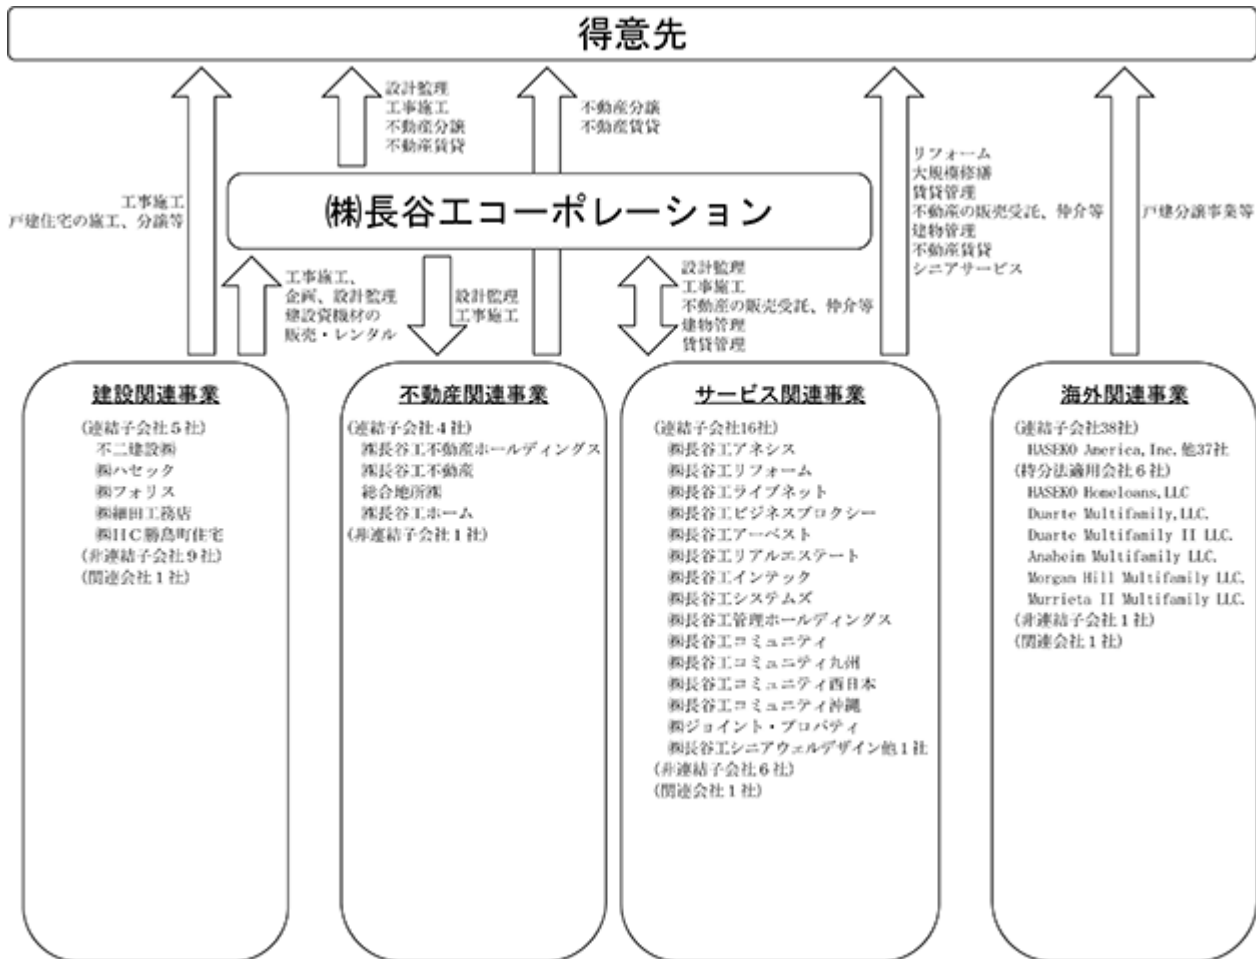 得意先
設計監理
工事施工
不動産分譲
不動産賃貸
不動産分譲
不動産賃貸
リフォーム
大規模修繕
賃貸管理
不動産の販売受託、仲介等
建物管理
不動産賃貸
シニアサービス
工事施工
戸建住宅の施工、分譲等
戸建分譲事業等
㈱長谷工コーポレーション
工事施工、
企画、設計監理
建設資機材の
販売・レンタル
設計監理
工事施工
設計監理
工事施工
不動産の販売受託、仲介等
建物管理
賃貸管理
建設関連事業
(連結子会社5社)
不二建設㈱
㈱ハセック
㈱フォリス
㈱細田工務店
㈱HC勝島町住宅
(非連結子会社9社)
(関連会社1社)
不動産関連事業
(連結子会社4社)
㈱長谷工不動産ホールディングス
㈱長谷工不動産
総合地所㈱
㈱長谷工ホーム
(非連結子会社1社)
サービス関連事業
(連結子会社16社)
㈱長谷工アネシス
㈱長谷工リフォーム
㈱長谷工ライブネット
㈱長谷工ビジネスプロクシー
㈱長谷工アーベスト
㈱長谷工リアルエステート
㈱長谷工インテック
㈱長谷工システムズ
㈱長谷工管理ホールディングス
㈱長谷工コミュニティ
㈱長谷工コミュニティ九州
㈱長谷工コミュニティ西日本
㈱長谷工コミュニティ沖縄
㈱ジョイント・プロパティ
㈱長谷工シニアウェルデザイン他1社
(非連結子会社6社)
(関連会社1社)
海外関連事業
(連結子会社38社)
HASEKO America,Inc.他37社
(持分法適用会社6社)
HASEKO Homeloans,LLC
Duarte Multifamily,LLC.
Duarte Multifamily II LLC.
Anaheim Multifamily LLC.
Morgan Hill Multifamily LLC.
Murrieta II Multifamily LLC.
(非連結子会社1社)
(関連会社1社)